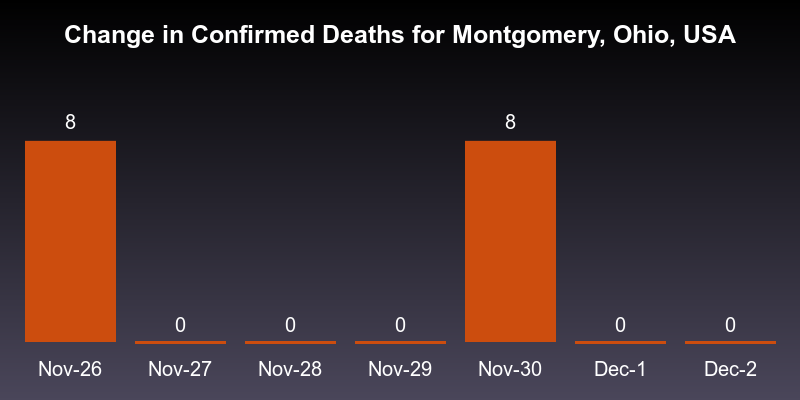 Change in Confirmed Deaths for Montgomery, Ohio, USA
8
8
0
0
0
0
0
Nov-26
Nov-27
Nov-28
Nov-29
Nov-30
Dec-1
Dec-2